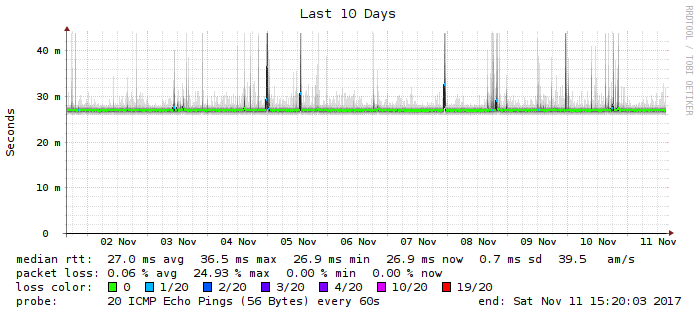 Last 10 Days
RRDTOOL / TOBI OETIKER
Seconds
40 m
30 m
20 m
10 m
0
02 Nov 03 Nov 04 Nov 05 Nov 06 Nov 07 Nov 08 Nov 09 Nov 10 Nov 11 Nov
median rtt: 27.0 ms avg 36.5 ms max 26.9 ms min 26.9 ms now 0.7 ms sd 39.5 am/s
packet loss: 0.06 % avg 24.93 % max 0.00 % min 0.00 % now
loss color: 0 1/20 2/20 3/20 4/20 10/20 19/20
probe: 20 ICMP Echo Pings (56 Bytes) every 60s end: Sat Nov 11 15:20:03 2017